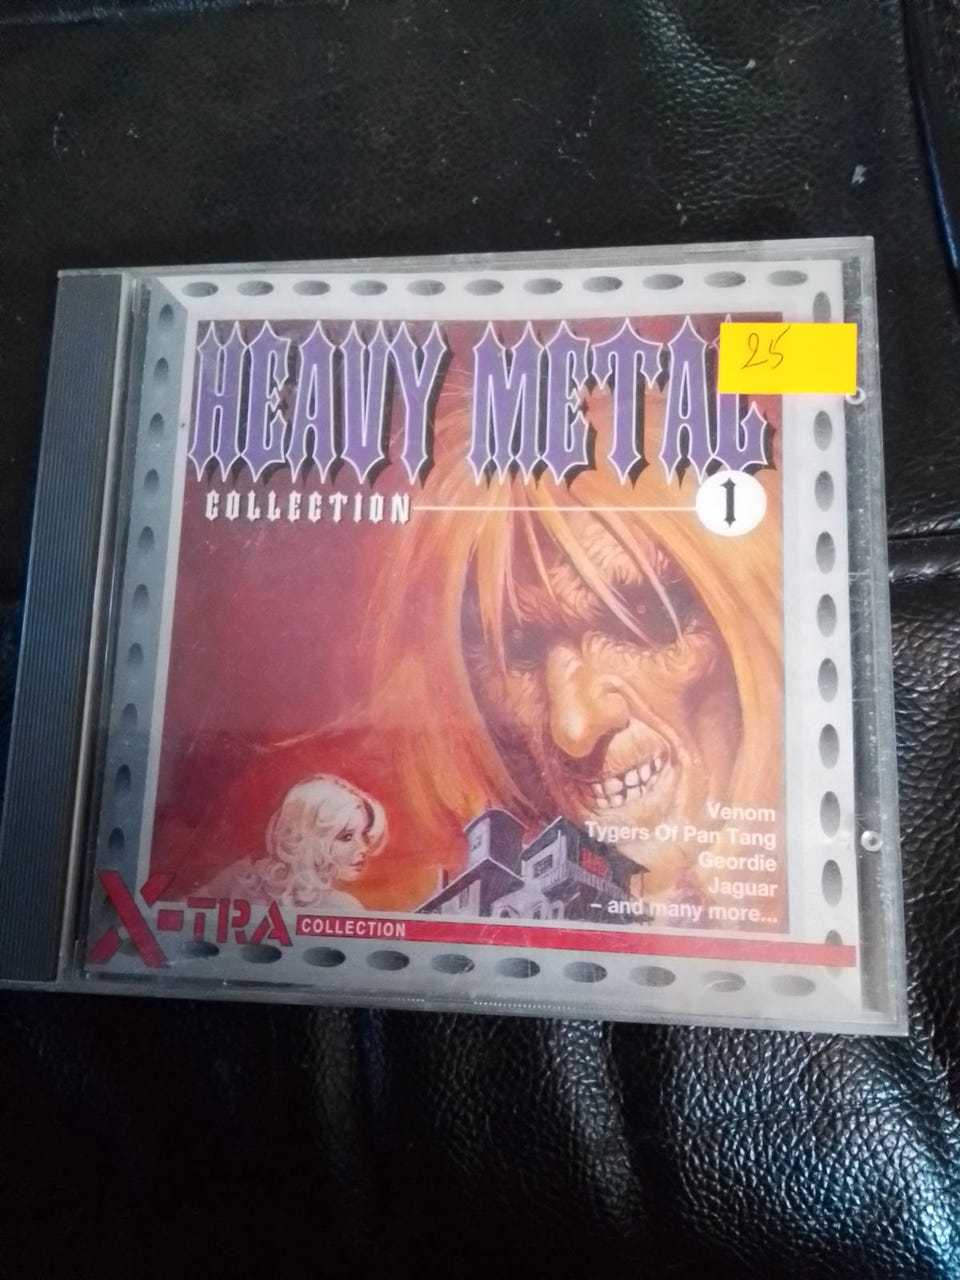 HEAVY METAL
25
COLLECTION
1
Venom
Tygers Of Pan Tang
Geordie
Jaguar
– and many more...
X-TRA COLLECTION